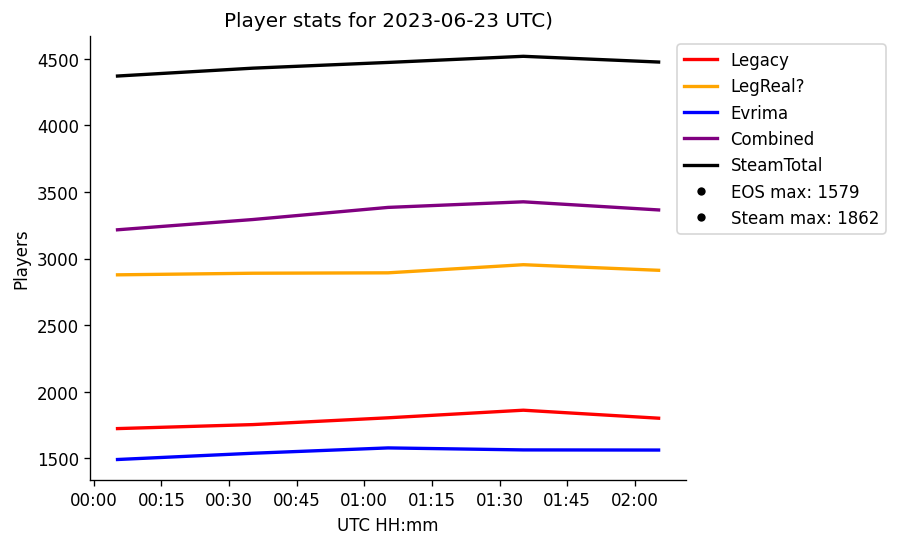 Player stats for 2023-06-23 UTC)
4500
4000
3500
3000
2500
2000
1500
Players
00:00 00:15 00:30 00:45 01:00 01:15 01:30 01:45 02:00
UTC HH:mm
Legacy
LegReal?
Evrima
Combined
SteamTotal
EOS max: 1579
Steam max: 1862